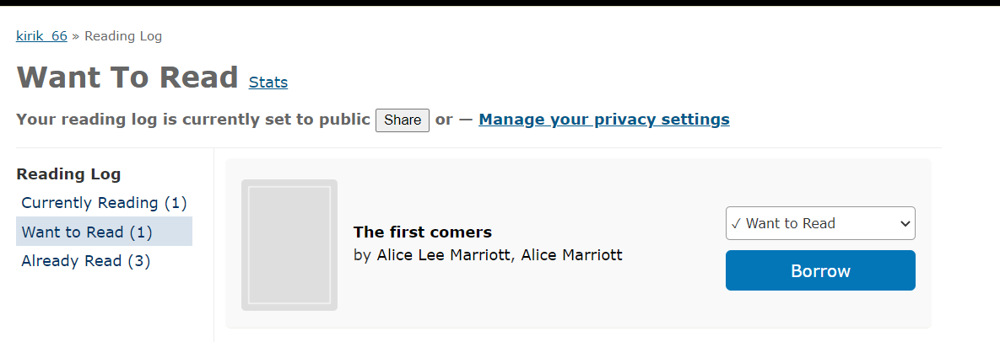 kirik_66 » Reading Log
Want To Read Stats
Your reading log is currently set to public Share or — Manage your privacy settings
Reading Log
Currently Reading (1)
Want to Read (1)
Already Read (3)
The first comers
by Alice Lee Marriott, Alice Marriott
✓ Want to Read
Borrow